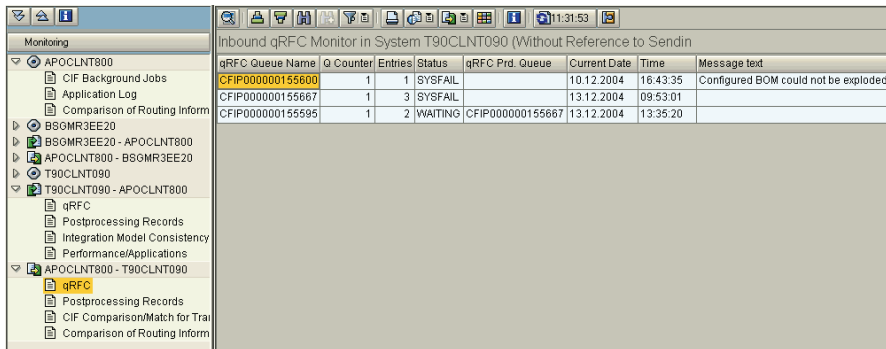 11:31:53
Monitoring
Inbound qRFC Monitor in System T90CLNT090 (Without Reference to Sendin
APOCLNT800
CIF Background Jobs
Application Log
Comparison of Routing Inform
BSGMR3EE20
BSGMR3EE20 - APOCLNT800
APOCLNT800 - BSGMR3EE20
T90CLNT090
T90CLNT090 - APOCLNT800
qRFC
Postprocessing Records
Integration Model Consistency
Performance/Applications
APOCLNT800 - T90CLNT090
qRFC
Postprocessing Records
CIF Comparison/Match for Trai
Comparison of Routing Inform
qRFC Queue Name Q Counter Entries Status qRFC Prd. Queue Current Date Time Message text
CFIP000000155600 1 1 SYSFAIL 10.12.2004 16:43:35 Configured BOM could not be exploded
CFIP000000155667 1 3 SYSFAIL 13.12.2004 09:53:01
CFIP000000155595 1 2 WAITING CFIP000000155667 13.12.2004 13:35:20